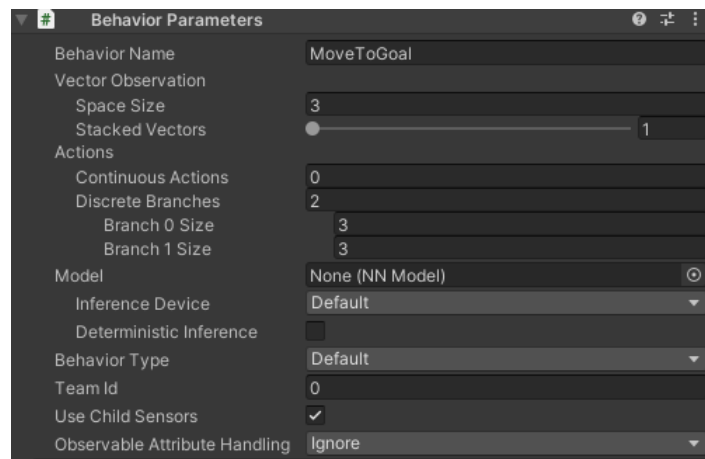 # Behavior Parameters
Behavior Name MoveToGoal
Vector Observation
Space Size 3
Stacked Vectors 1
Actions
Continuous Actions 0
Discrete Branches 2
Branch 0 Size 3
Branch 1 Size 3
Model None (NN Model)
Inference Device Default
Deterministic Inference
Behavior Type Default
Team Id 0
Use Child Sensors
Observable Attribute Handling Ignore